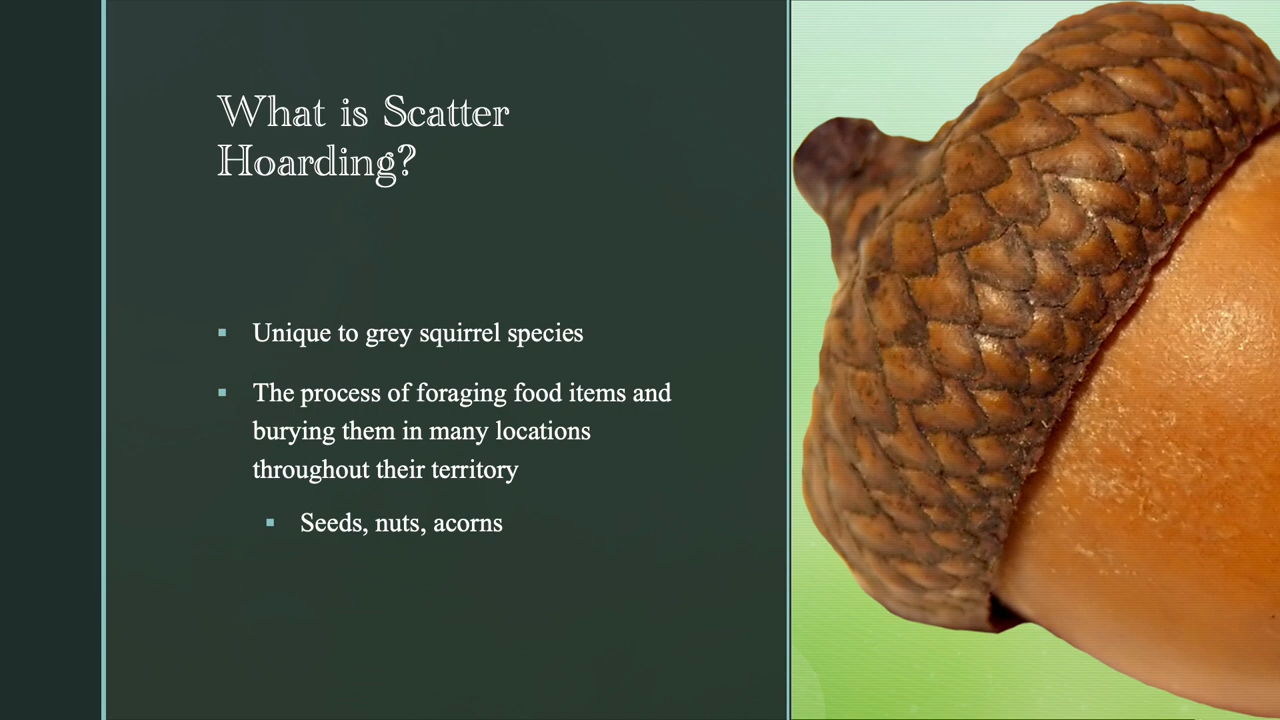 What is Scatter
Hoarding?
Unique to grey squirrel species
The process of foraging food items and
burying them in many locations
throughout their territory
Seeds, nuts, acorns